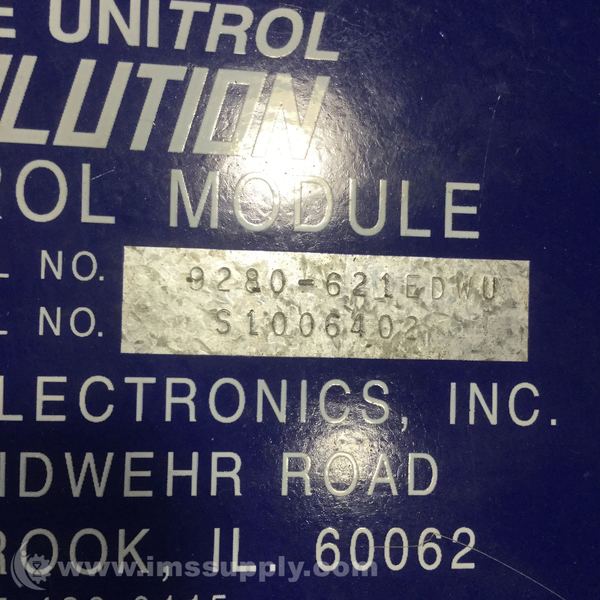 E UNITROL
LUTION
ROL MODULE
L NO. 9280-621EDWU
L NO. S1006402
LECTRONICS, INC.
NDWEHR ROAD
ROOK, IL. 60062
www.imssupply.com